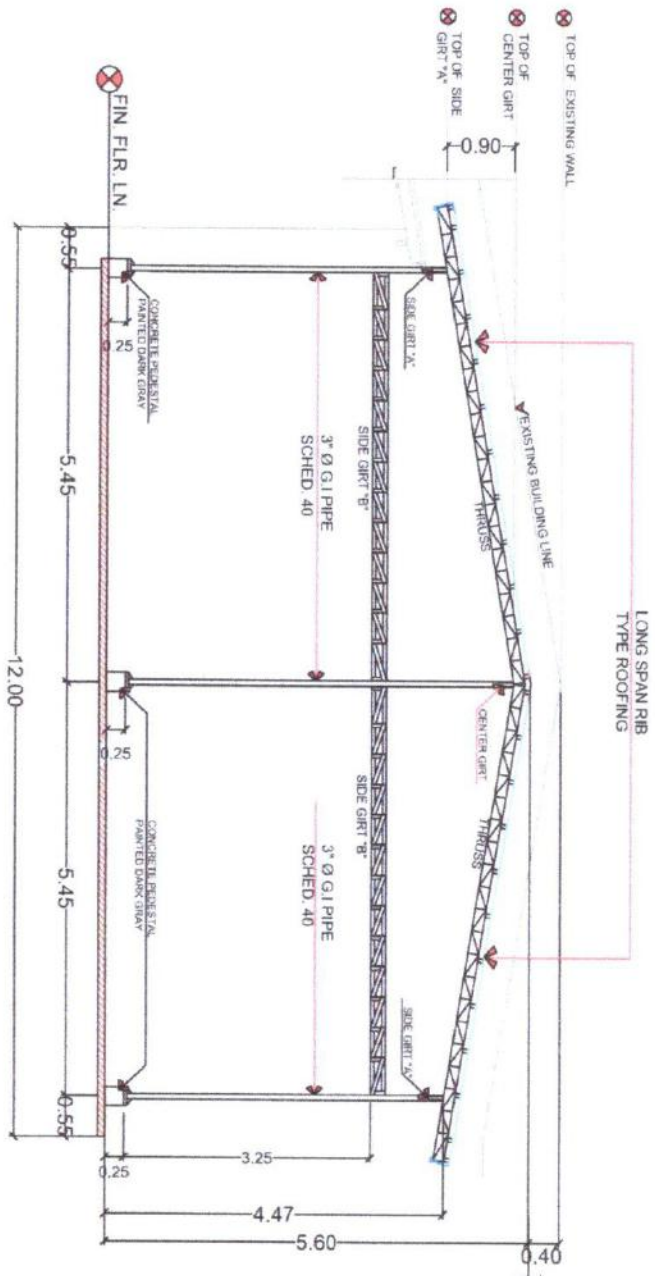 LONG SPAN RIB
TYPE ROOFING
TOP OF EXISTING WALL
TOP OF
CENTER GIRT
TOP OF SIDE
GIRT "A"
0.90
EXISTING BUILDING LINE
THRUSS
THRUSS
SIDE GIRT "A"
CENTER GIRT
SIDE GIRT "A"
SIDE GIRT "B"
SIDE GIRT "B"
3" Ø G.I PIPE
SCHED. 40
3" Ø G.I PIPE
SCHED. 40
CONCRETE PEDESTAL
PAINTED DARK GRAY
CONCRETE PEDESTAL
PAINTED DARK GRAY
FIN. FLR. LN.
0.25
0.25
0.25
3.25
4.47
5.60
0.40
0.55
5.45
5.45
0.55
12.00